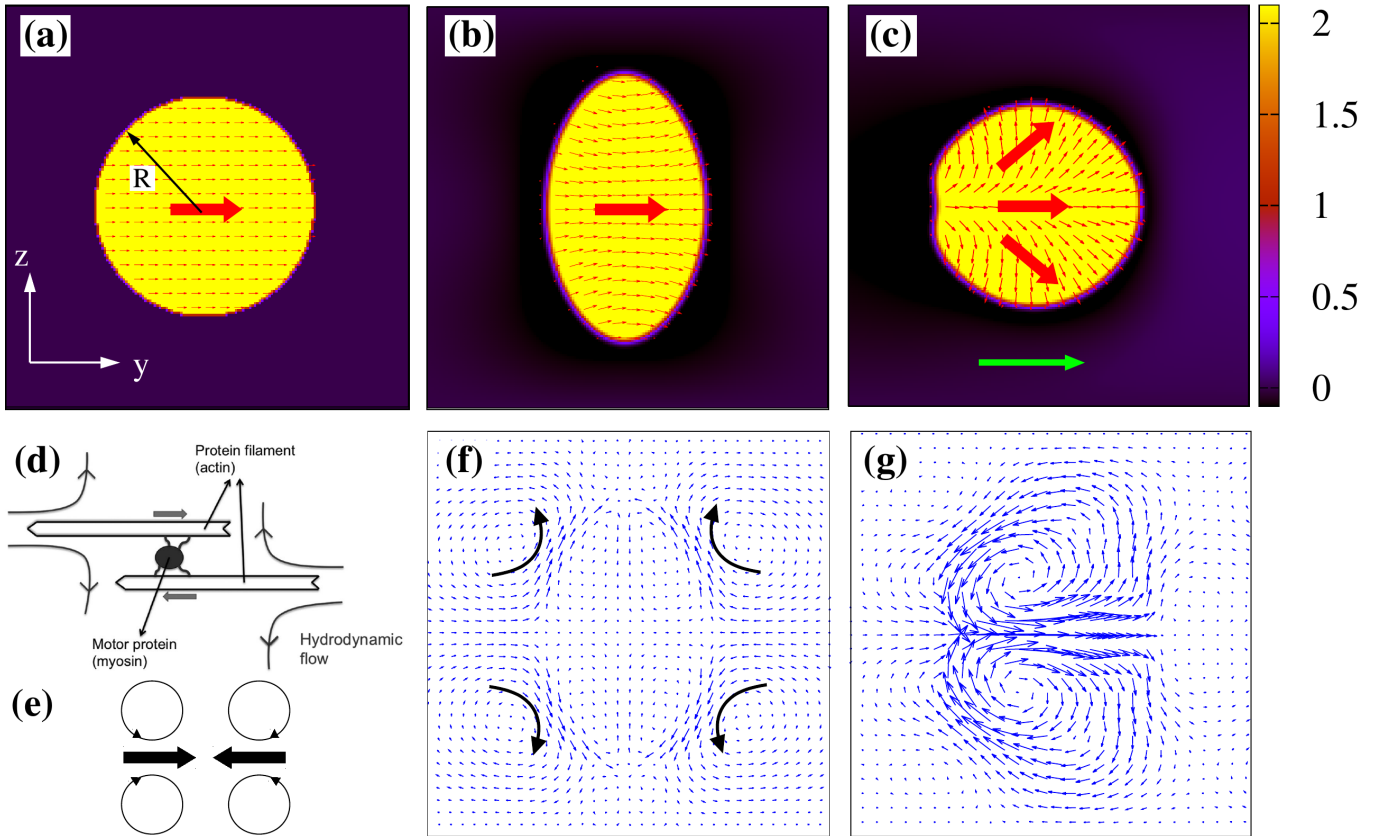 (a)
R
z
y
(b)
(c)
2
1.5
1
0.5
0
(d)
Protein filament
(actin)
Motor protein
(myosin)
Hydrodynamic
flow
(e)
(f)
(g)